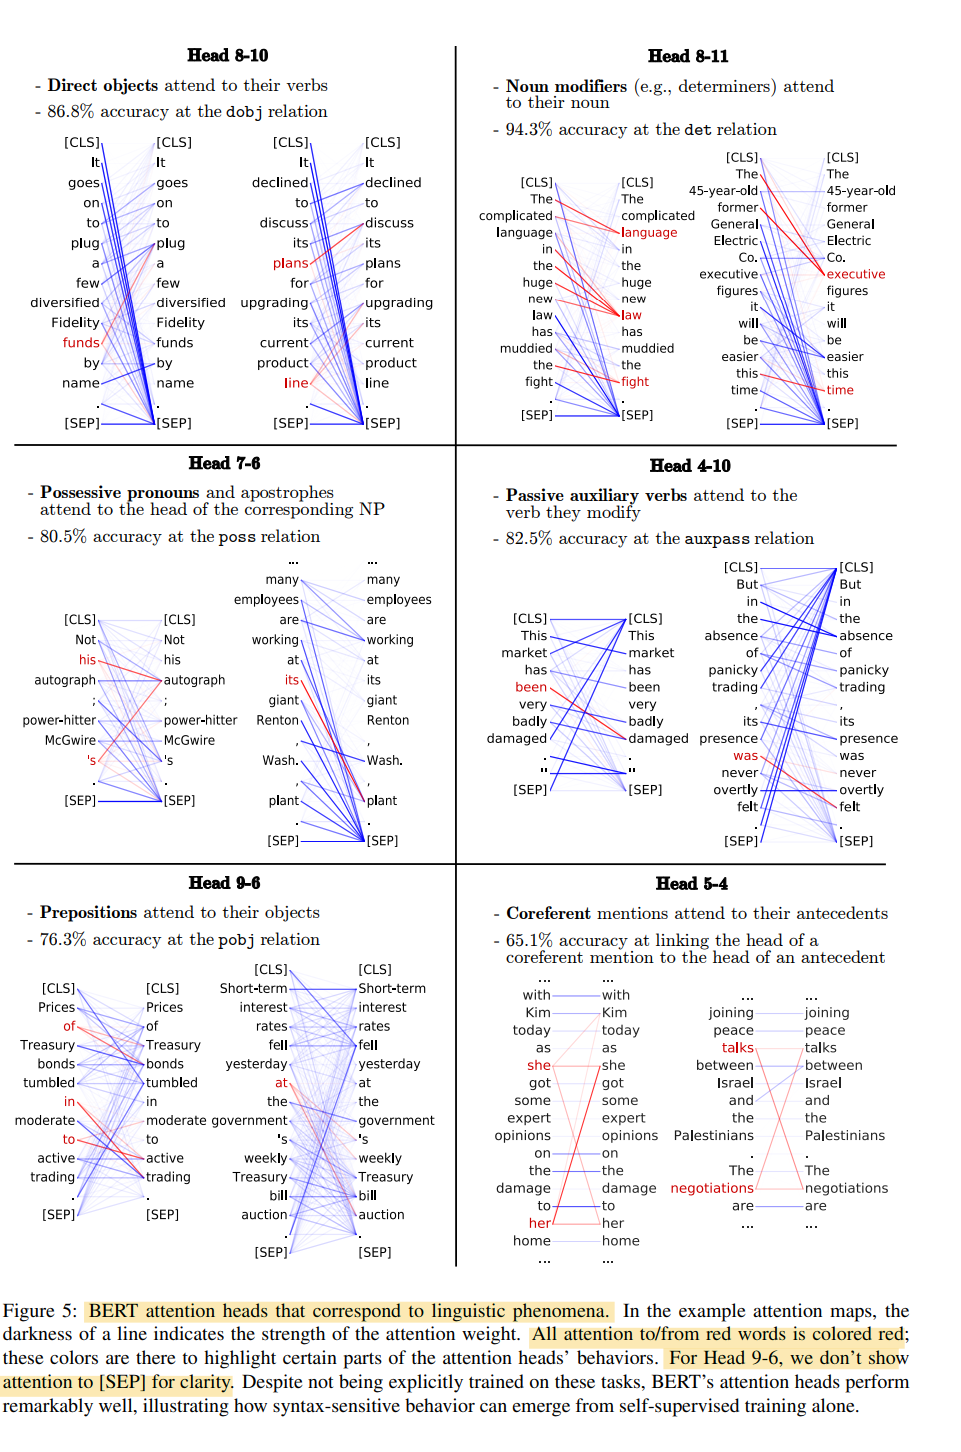 Head 8-10
- Direct objects attend to their verbs
- 86.8% accuracy at the dobj relation
[CLS] [CLS] [CLS] [CLS]
It It It It
goes goes declined declined
on on to to
to to discuss discuss
plug plug its its
a a plans plans
few few for for
diversified diversified upgrading upgrading
Fidelity Fidelity its its
funds funds current current
by by product product
name name line line
. . . .
[SEP] [SEP] [SEP] [SEP]
Head 8-11
- Noun modifiers (e.g., determiners) attend
to their noun
- 94.3% accuracy at the det relation
[CLS] [CLS]
The The
complicated complicated
language language
in in
the the
huge huge
new new
law law
has has
muddied muddied
the the
fight fight
. .
[SEP] [SEP]
[CLS] [CLS]
The The
45-year-old 45-year-old
former former
General General
Electric Electric
Co. Co.
executive executive
figures figures
it it
will will
be be
easier easier
this this
time time
. .
[SEP] [SEP]
Head 7-6
- Possessive pronouns and apostrophes
attend to the head of the corresponding NP
- 80.5% accuracy at the poss relation
[CLS] [CLS]
Not Not
his his
autograph autograph
; ;
power-hitter power-hitter
McGwire McGwire
's 's
. .
[SEP] [SEP]
... ...
many many
employees employees
are are
working working
at at
its its
giant giant
Renton Renton
, ,
Wash. Wash.
, ,
plant plant
. .
[SEP] [SEP]
Head 4-10
- Passive auxiliary verbs attend to the
verb they modify
- 82.5% accuracy at the auxpass relation
[CLS] [CLS]
This This
market market
has has
been been
very very
badly badly
damaged damaged
. .
" "
[SEP] [SEP]
[CLS] [CLS]
But But
in in
the the
absence absence
of of
panicky panicky
trading trading
, ,
its its
presence presence
was was
never never
overtly overtly
felt felt
. .
[SEP] [SEP]
Head 9-6
- Prepositions attend to their objects
- 76.3% accuracy at the pobj relation
[CLS] [CLS]
Prices Prices
of of
Treasury Treasury
bonds bonds
tumbled tumbled
in in
moderate moderate
to to
active active
trading trading
. .
[SEP] [SEP]
[CLS] [CLS]
Short-term Short-term
interest interest
rates rates
fell fell
yesterday yesterday
at at
the the
government government
's 's
weekly weekly
Treasury Treasury
bill bill
auction auction
. .
[SEP] [SEP]
Head 5-4
- Coreferent mentions attend to their antecedents
- 65.1% accuracy at linking the head of a
coreferent mention to the head of an antecedent
... ...
with with
Kim Kim
today today
as as
she she
got got
some some
expert expert
opinions opinions
on on
the the
damage damage
to to
her her
home home
... ...
... ...
joining joining
peace peace
talks talks
between between
Israel Israel
and and
the the
Palestinians Palestinians
. .
The The
negotiations negotiations
are are
... ...
Figure 5: BERT attention heads that correspond to linguistic phenomena. In the example attention maps, the
darkness of a line indicates the strength of the attention weight. All attention to/from red words is colored red;
these colors are there to highlight certain parts of the attention heads' behaviors. For Head 9-6, we don't show
attention to [SEP] for clarity. Despite not being explicitly trained on these tasks, BERT's attention heads perform
remarkably well, illustrating how syntax-sensitive behavior can emerge from self-supervised training alone.